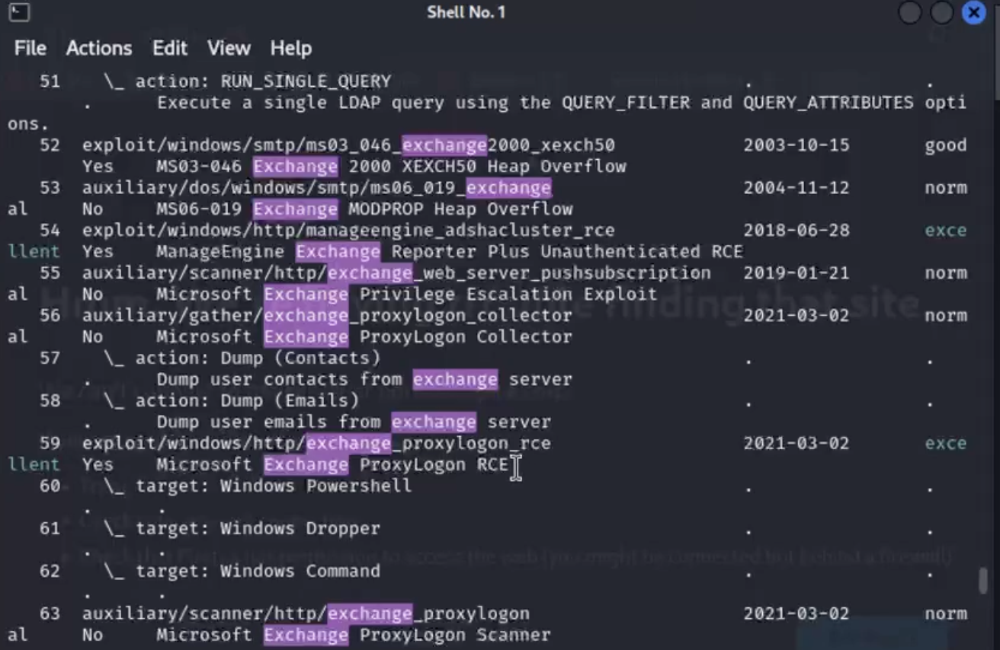 Shell No. 1
File Actions Edit View Help
51 \_ action: RUN_SINGLE_QUERY . .
. Execute a single LDAP query using the QUERY_FILTER and QUERY_ATTRIBUTES opti
ons.
52 exploit/windows/smtp/ms03_046_exchange2000_xexch50 2003-10-15 good
Yes MS03-046 Exchange 2000 XEXCH50 Heap Overflow
53 auxiliary/dos/windows/smtp/ms06_019_exchange 2004-11-12 norm
al No MS06-019 Exchange MODPROP Heap Overflow
54 exploit/windows/http/manageengine_adshacluster_rce 2018-06-28 exce
llent Yes ManageEngine Exchange Reporter Plus Unauthenticated RCE
55 auxiliary/scanner/http/exchange_web_server_pushsubscription 2019-01-21 norm
al No Microsoft Exchange Privilege Escalation Exploit
56 auxiliary/gather/exchange_proxylogon_collector 2021-03-02 norm
al No Microsoft Exchange ProxyLogon Collector
57 \_ action: Dump (Contacts) . .
. Dump user contacts from exchange server
58 \_ action: Dump (Emails) . .
. Dump user emails from exchange server
59 exploit/windows/http/exchange_proxylogon_rce 2021-03-02 exce
llent Yes Microsoft Exchange ProxyLogon RCE
60 \_ target: Windows Powershell . .
. .
61 \_ target: Windows Dropper . .
. .
62 \_ target: Windows Command . .
. .
63 auxiliary/scanner/http/exchange_proxylogon 2021-03-02 norm
al No Microsoft Exchange ProxyLogon Scanner
finding that site